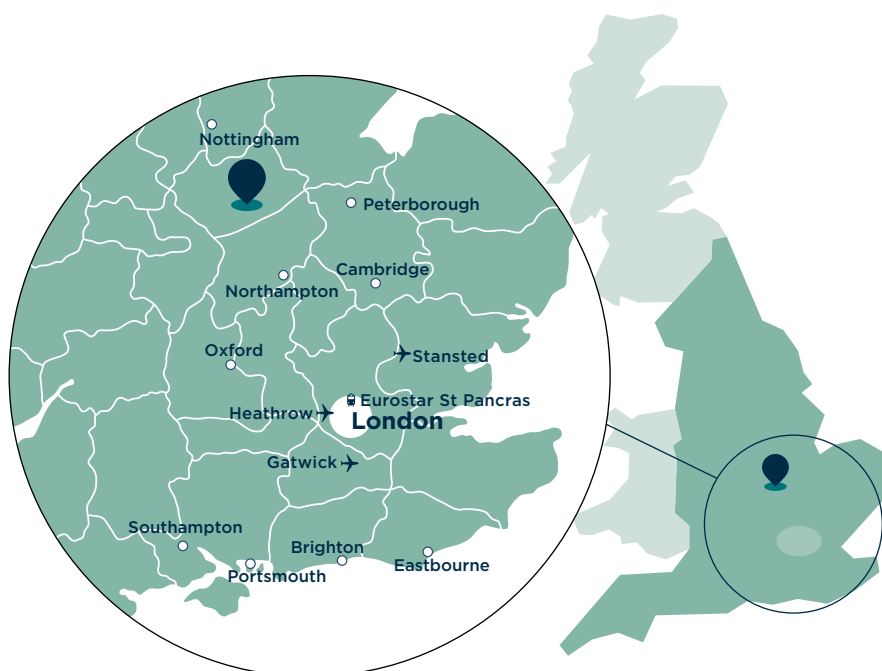 Nottingham
Peterborough
Cambridge
Northampton
Oxford
Stansted
Eurostar St Pancras
Heathrow
London
Gatwick
Southampton
Brighton
Eastbourne
Portsmouth